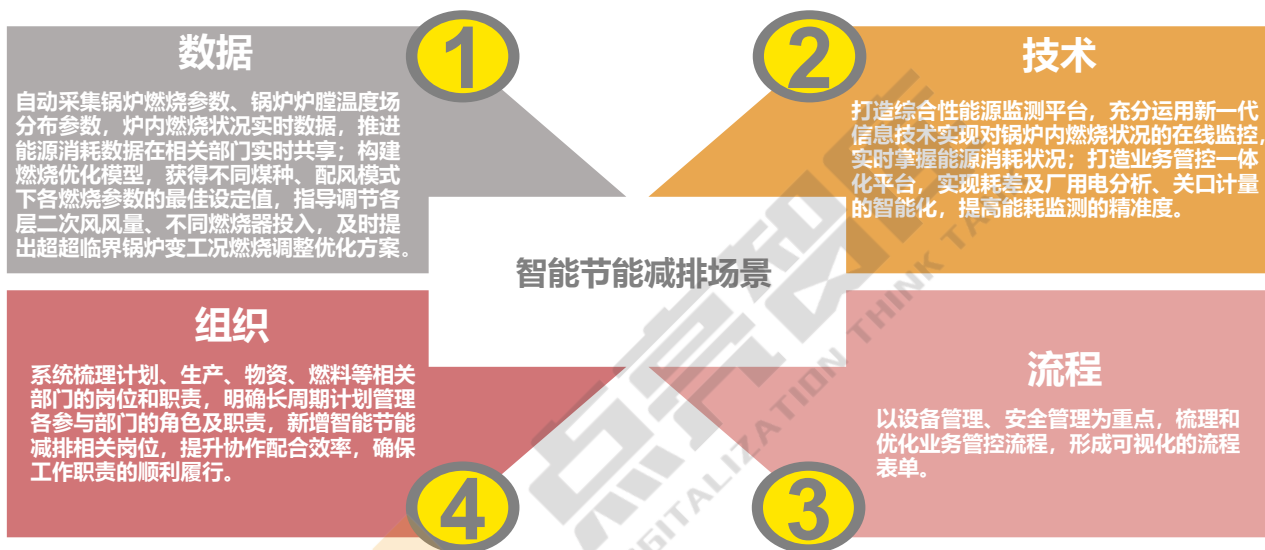 1
数据
自动采集锅炉燃烧参数、锅炉炉膛温度场
分布参数，炉内燃烧状况实时数据，推进
能源消耗数据在相关部门实时共享；构建
燃烧优化模型，获得不同煤种、配风模式
下各燃烧参数的最佳设定值，指导调节各
层二次风风量、不同燃烧器投入，及时提
出超超临界锅炉变工况燃烧调整优化方案。
2
技术
打造综合性能源监测平台，充分运用新一代
信息技术实现对锅炉内燃烧状况的在线监控，
实时掌握能源消耗状况；打造业务管控一体
化平台，实现耗差及厂用电分析、关口计量
的智能化，提高能耗监测的精准度。
智能节能减排场景
流程
以设备管理、安全管理为重点，梳理和
优化业务管控流程，形成可视化的流程
表单。
3
组织
系统梳理计划、生产、物资、燃料等相关
部门的岗位和职责，明确长周期计划管理
各参与部门的角色及职责，新增智能节能
减排相关岗位，提升协作配合效率，确保
工作职责的顺利履行。
4
点亮智库
DIGITALIZATION THINK TANK